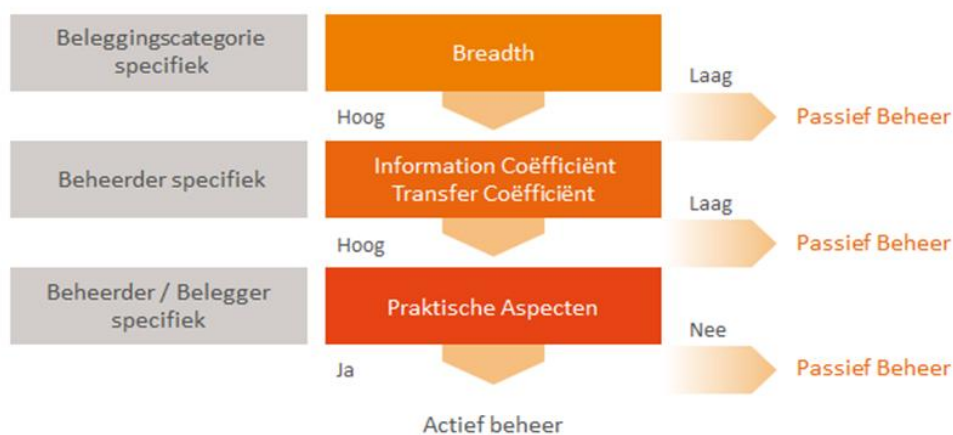 Beleggingscategorie
specifiek
Breadth
Laag
Hoog
Passief Beheer
Beheerder specifiek
Information Coëfficiënt
Transfer Coëfficiënt
Laag
Hoog
Passief Beheer
Beheerder / Belegger
specifiek
Praktische Aspecten
Nee
Ja
Passief Beheer
Actief beheer